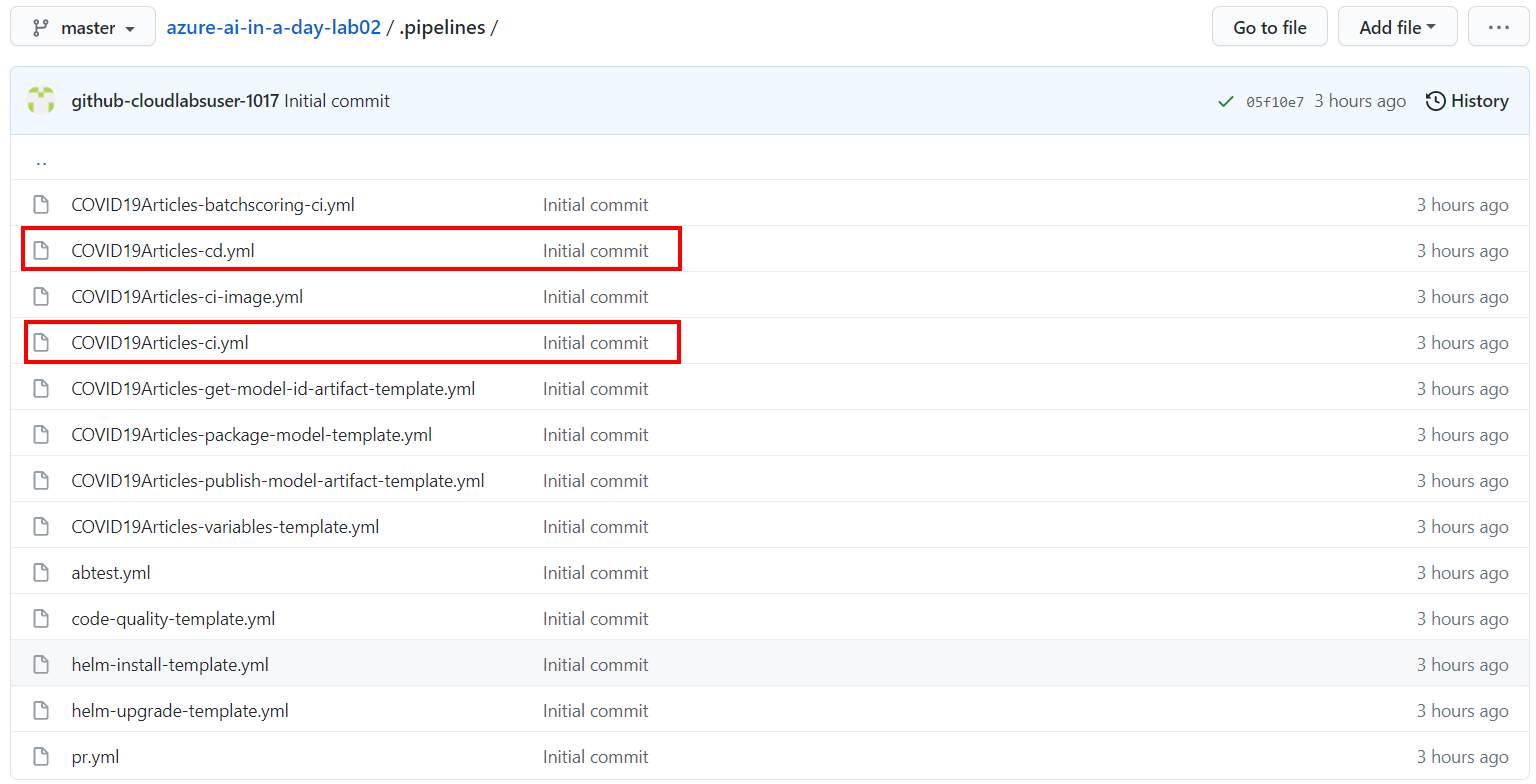 master azure-ai-in-a-day-lab02 / .pipelines / Go to file Add file ...
github-cloudlabsuser-1017 Initial commit 05f10e7 3 hours ago History
..
COVID19Articles-batchscoring-ci.yml Initial commit 3 hours ago
COVID19Articles-cd.yml Initial commit 3 hours ago
COVID19Articles-ci-image.yml Initial commit 3 hours ago
COVID19Articles-ci.yml Initial commit 3 hours ago
COVID19Articles-get-model-id-artifact-template.yml Initial commit 3 hours ago
COVID19Articles-package-model-template.yml Initial commit 3 hours ago
COVID19Articles-publish-model-artifact-template.yml Initial commit 3 hours ago
COVID19Articles-variables-template.yml Initial commit 3 hours ago
abtest.yml Initial commit 3 hours ago
code-quality-template.yml Initial commit 3 hours ago
helm-install-template.yml Initial commit 3 hours ago
helm-upgrade-template.yml Initial commit 3 hours ago
pr.yml Initial commit 3 hours ago